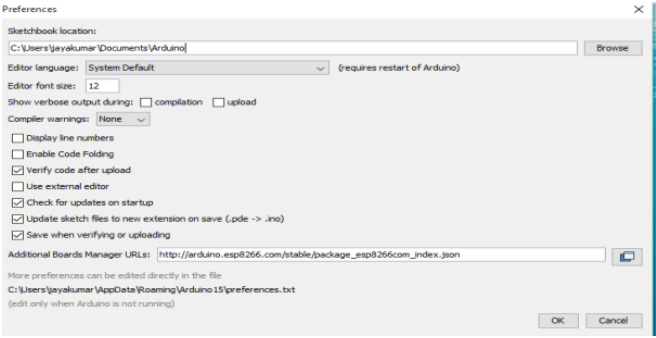 Preferences
Sketchbook location:
C:\Users\jayakumar\Documents\Arduino
Browse
Editor language: System Default (requires restart of Arduino)
Editor font size: 12
Show verbose output during: compilation upload
Compiler warnings: None
Display line numbers
Enable Code Folding
Verify code after upload
Use external editor
Check for updates on startup
Update sketch files to new extension on save (.pde -> .ino)
Save when verifying or uploading
Additional Boards Manager URLs: http://arduino.esp8266.com/stable/package_esp8266com_index.json
More preferences can be edited directly in the file
C:\Users\jayakumar\AppData\Roaming\Arduino15\preferences.txt
(edit only when Arduino is not running)
OK Cancel